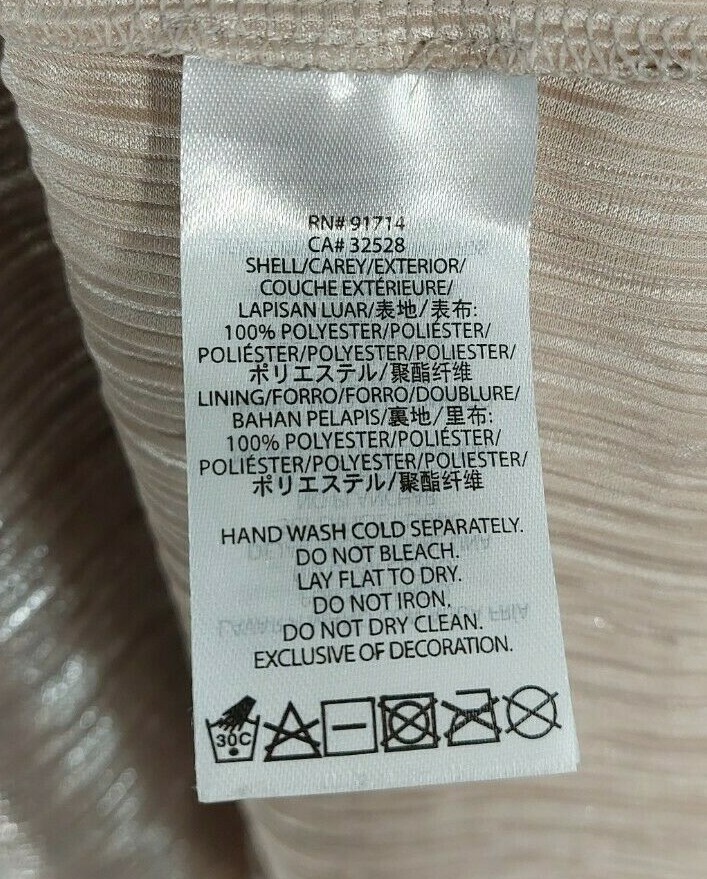 RN# 91714
CA# 32528
SHELL/CAREY/EXTERIOR/
COUCHE EXTÉRIEURE/
LAPISAN LUAR/表地/表布:
100% POLYESTER/POLIÉSTER/
POLIÉSTER/POLYESTER/POLIESTER/
ポリエステル/聚酯纤维
LINING/FORRO/FORRO/DOUBLURE/
BAHAN PELAPIS/裏地/里布:
100% POLYESTER/POLIÉSTER/
POLIÉSTER/POLYESTER/POLIESTER/
ポリエステル/聚酯纤维
HAND WASH COLD SEPARATELY.
DO NOT BLEACH.
LAY FLAT TO DRY.
DO NOT IRON.
DO NOT DRY CLEAN.
EXCLUSIVE OF DECORATION.
30C